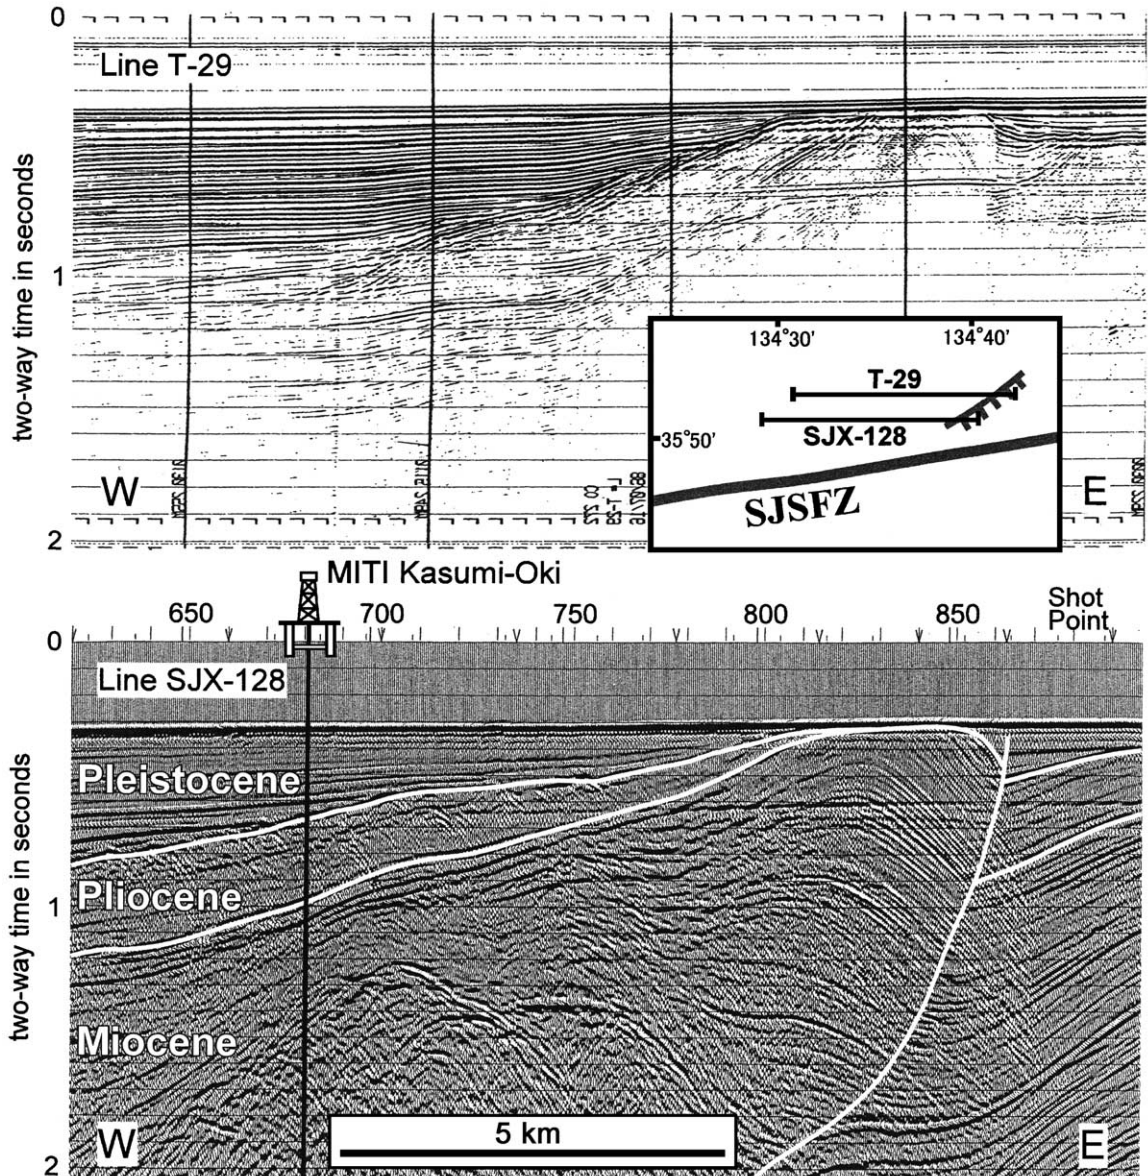 0
Line T-29
two-way time in seconds
1
134°30'
134°40'
T-29
SJX-128
35°50'
SJSFZ
W
E
2
MITI Kasumi-Oki
650
700
750
800
850
Shot
Point
0
Line SJX-128
Pleistocene
two-way time in seconds
Pliocene
1
Miocene
W
5 km
E
2